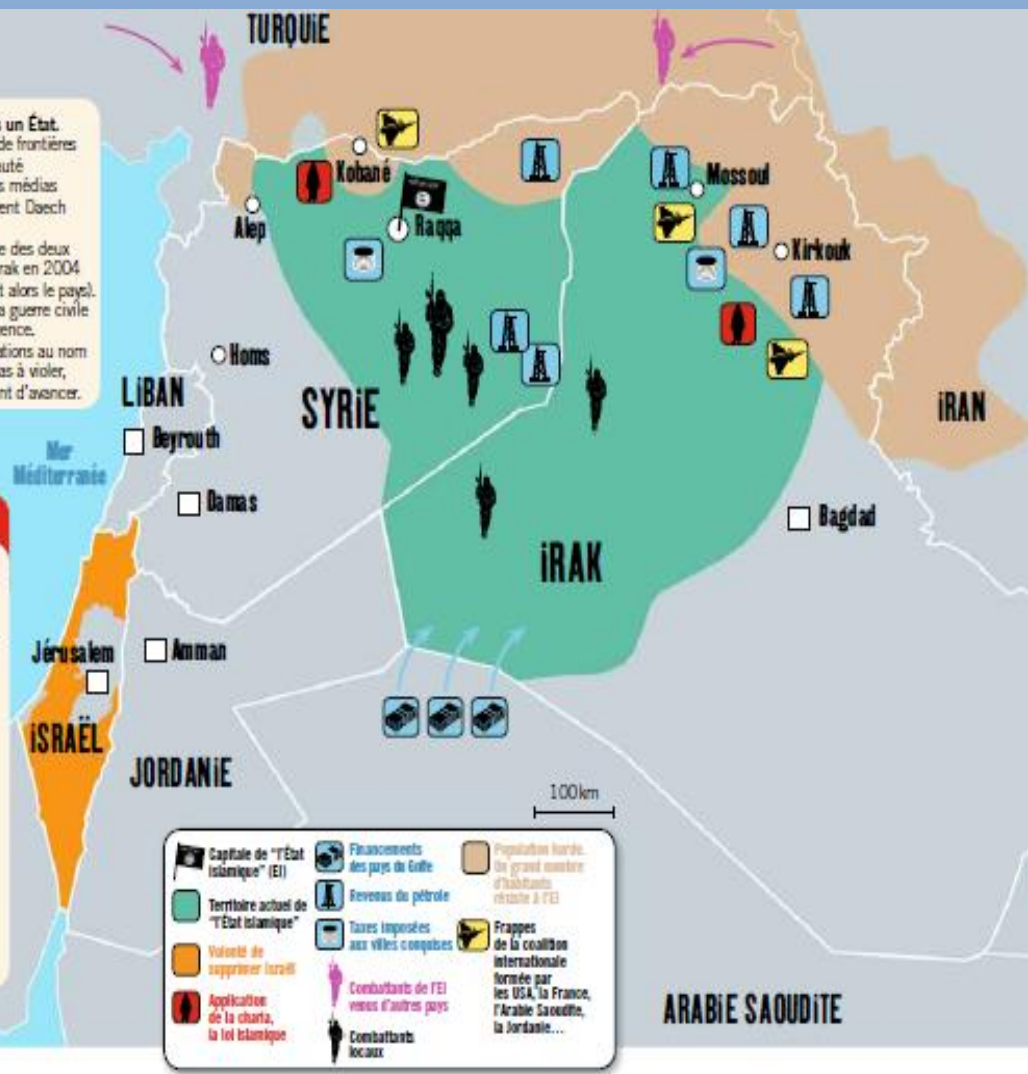 TURQUIE
s un État.
de frontières
auté
s médias
ent Daech
e des deux
rak en 2004
t alors le pays).
a guerre civile
ence.
ations au nom
as à violer,
nt d'avancer.
Kobané
Mossoul
Alep
Raqqa
Kirkouk
Homs
LiBAN
SYRiE
iRAN
Beyrouth
Mer
Méditerranée
Damas
Bagdad
iRAK
Jérusalem
Amman
iSRAËL
JORDANiE
100 km
Capitale de "l'État
islamique" (EI)
Territoire actuel de
"l'État islamique"
Volonté de
supprimer Israël
Application
de la charia,
la loi islamique
Financements
des pays du Golfe
Revenus du pétrole
Taxes imposées
aux villes conquises
Combattants de l'EI
venus d'autres pays
Combattants
locaux
Population kurde.
Un grand nombre
d'habitants
résiste à l'EI
Frappes
de la coalition
internationale
formée par
les USA, la France,
l'Arabie Saoudite,
la Jordanie...
ARABiE SAOUDiTE